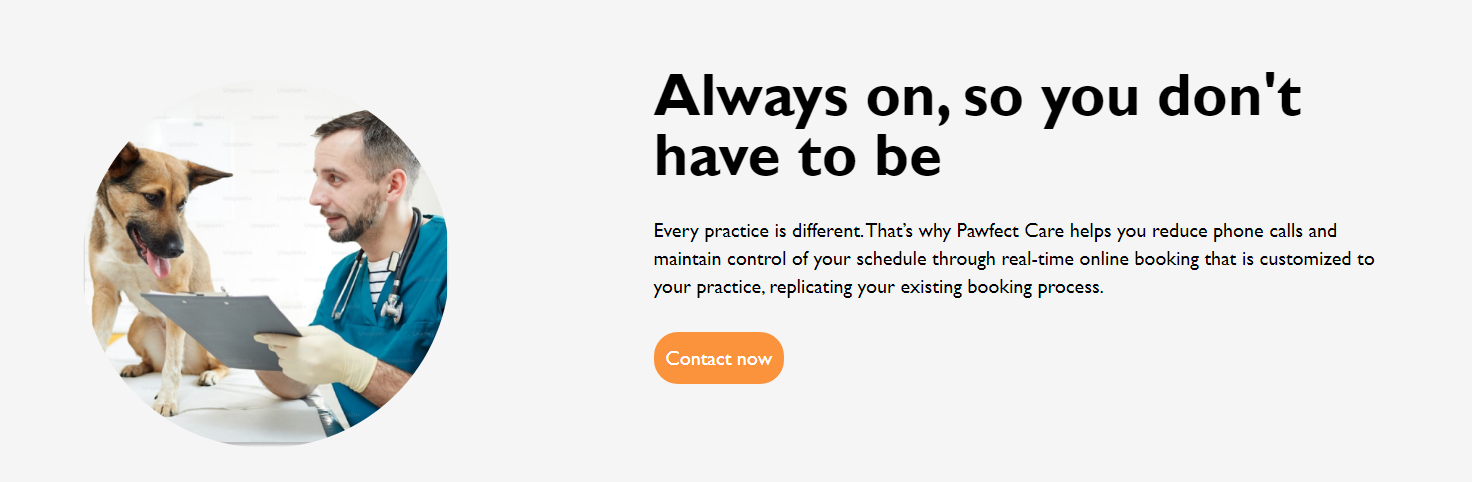 Always on, so you don't
have to be
Every practice is different. That’s why Pawfect Care helps you reduce phone calls and
maintain control of your schedule through real-time online booking that is customized to
your practice, replicating your existing booking process.
Contact now